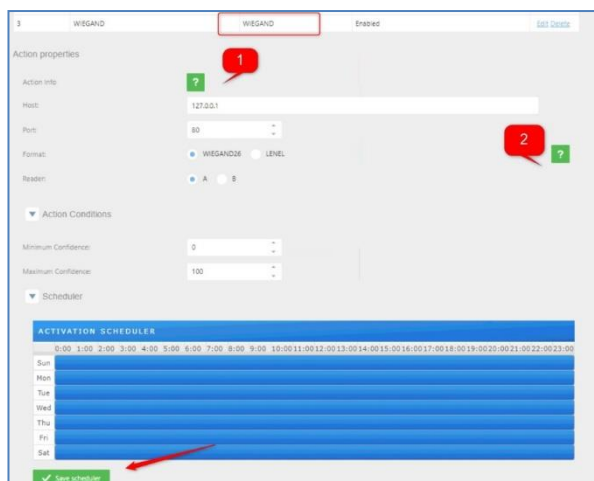 3 WIEGAND WIEGAND Enabled Edit Delete
Action properties
1
Action Info ?
Host: 127.0.0.1
Port: 80
2
Format: WIEGAND26 LENEL ?
Reader: A B
Action Conditions
Minimum Confidence: 0
Maximum Confidence: 100
Scheduler
ACTIVATION SCHEDULER
0:00 1:00 2:00 3:00 4:00 5:00 6:00 7:00 8:00 9:00 10:00 11:00 12:00 13:00 14:00 15:00 16:00 17:00 18:00 19:00 20:00 21:00 22:00 23:00
Sun
Mon
Tue
Wed
Thu
Fri
Sat
Save scheduler